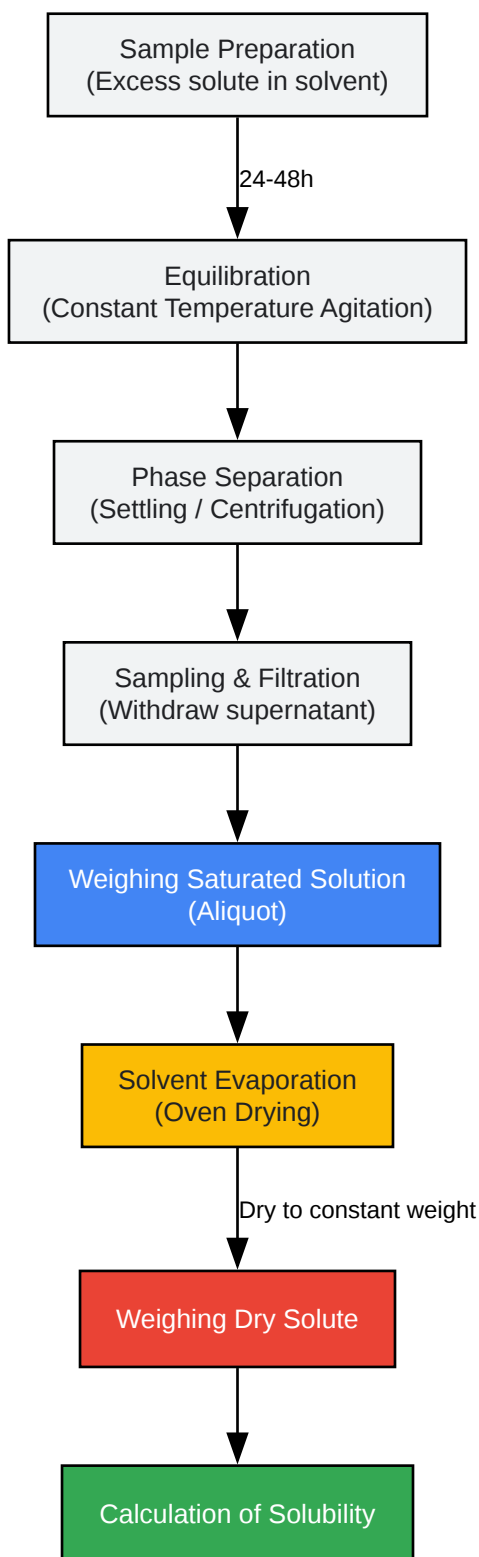 Sample Preparation
(Excess solute in solvent)
24-48h
Equilibration
(Constant Temperature Agitation)
Phase Separation
(Settling / Centrifugation)
Sampling & Filtration
(Withdraw supernatant)
Weighing Saturated Solution
(Aliquot)
Solvent Evaporation
(Oven Drying)
Dry to constant weight
Weighing Dry Solute
Calculation of Solubility